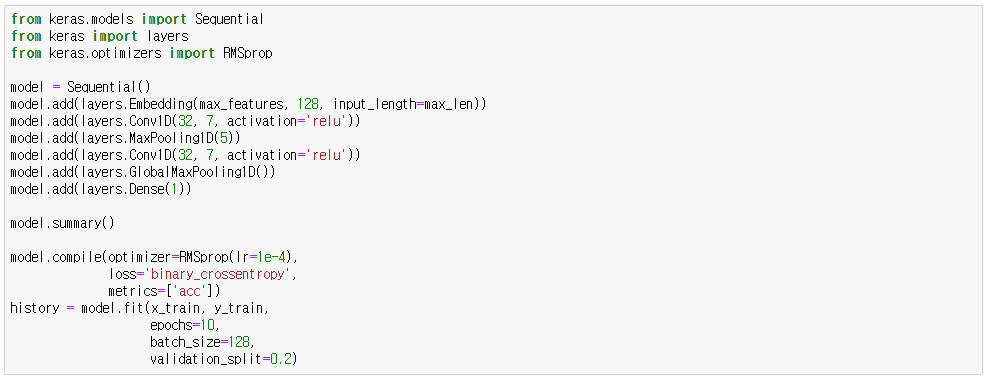 from keras.models import Sequential
from keras import layers
from keras.optimizers import RMSprop

model = Sequential()
model.add(layers.Embedding(max_features, 128, input_length=max_len))
model.add(layers.Conv1D(32, 7, activation='relu'))
model.add(layers.MaxPooling1D(5))
model.add(layers.Conv1D(32, 7, activation='relu'))
model.add(layers.GlobalMaxPooling1D())
model.add(layers.Dense(1))

model.summary()

model.compile(optimizer=RMSprop(lr=1e-4),
              loss='binary_crossentropy',
              metrics=['acc'])
history = model.fit(x_train, y_train,
                    epochs=10,
                    batch_size=128,
                    validation_split=0.2)